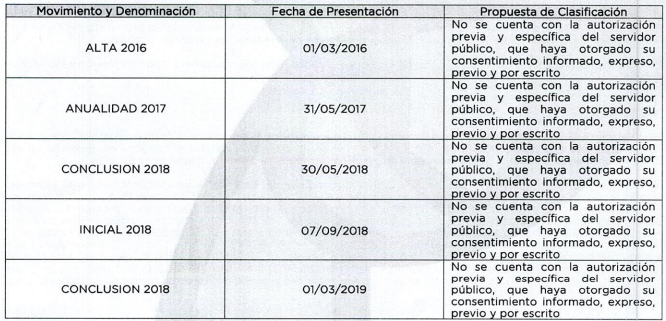 Movimiento y Denominación Fecha de Presentación Propuesta de Clasificación
ALTA 2016 01/03/2016
No se cuenta con la autorización
previa y específica del servidor
público, que haya otorgado su
consentimiento informado, expreso,
previo y por escrito
ANUALIDAD 2017 31/05/2017
No se cuenta con la autorización
previa y específica del servidor
público, que haya otorgado su
consentimiento informado, expreso,
previo y por escrito
CONCLUSION 2018 30/05/2018
No se cuenta con la autorización
previa y específica del servidor
público, que haya otorgado su
consentimiento informado, expreso,
previo y por escrito
INICIAL 2018 07/09/2018
No se cuenta con la autorización
previa y específica del servidor
público, que haya otorgado su
consentimiento informado, expreso,
previo y por escrito
CONCLUSION 2018 01/03/2019
No se cuenta con la autorización
previa y específica del servidor
público, que haya otorgado su
consentimiento informado, expreso,
previo y por escrito